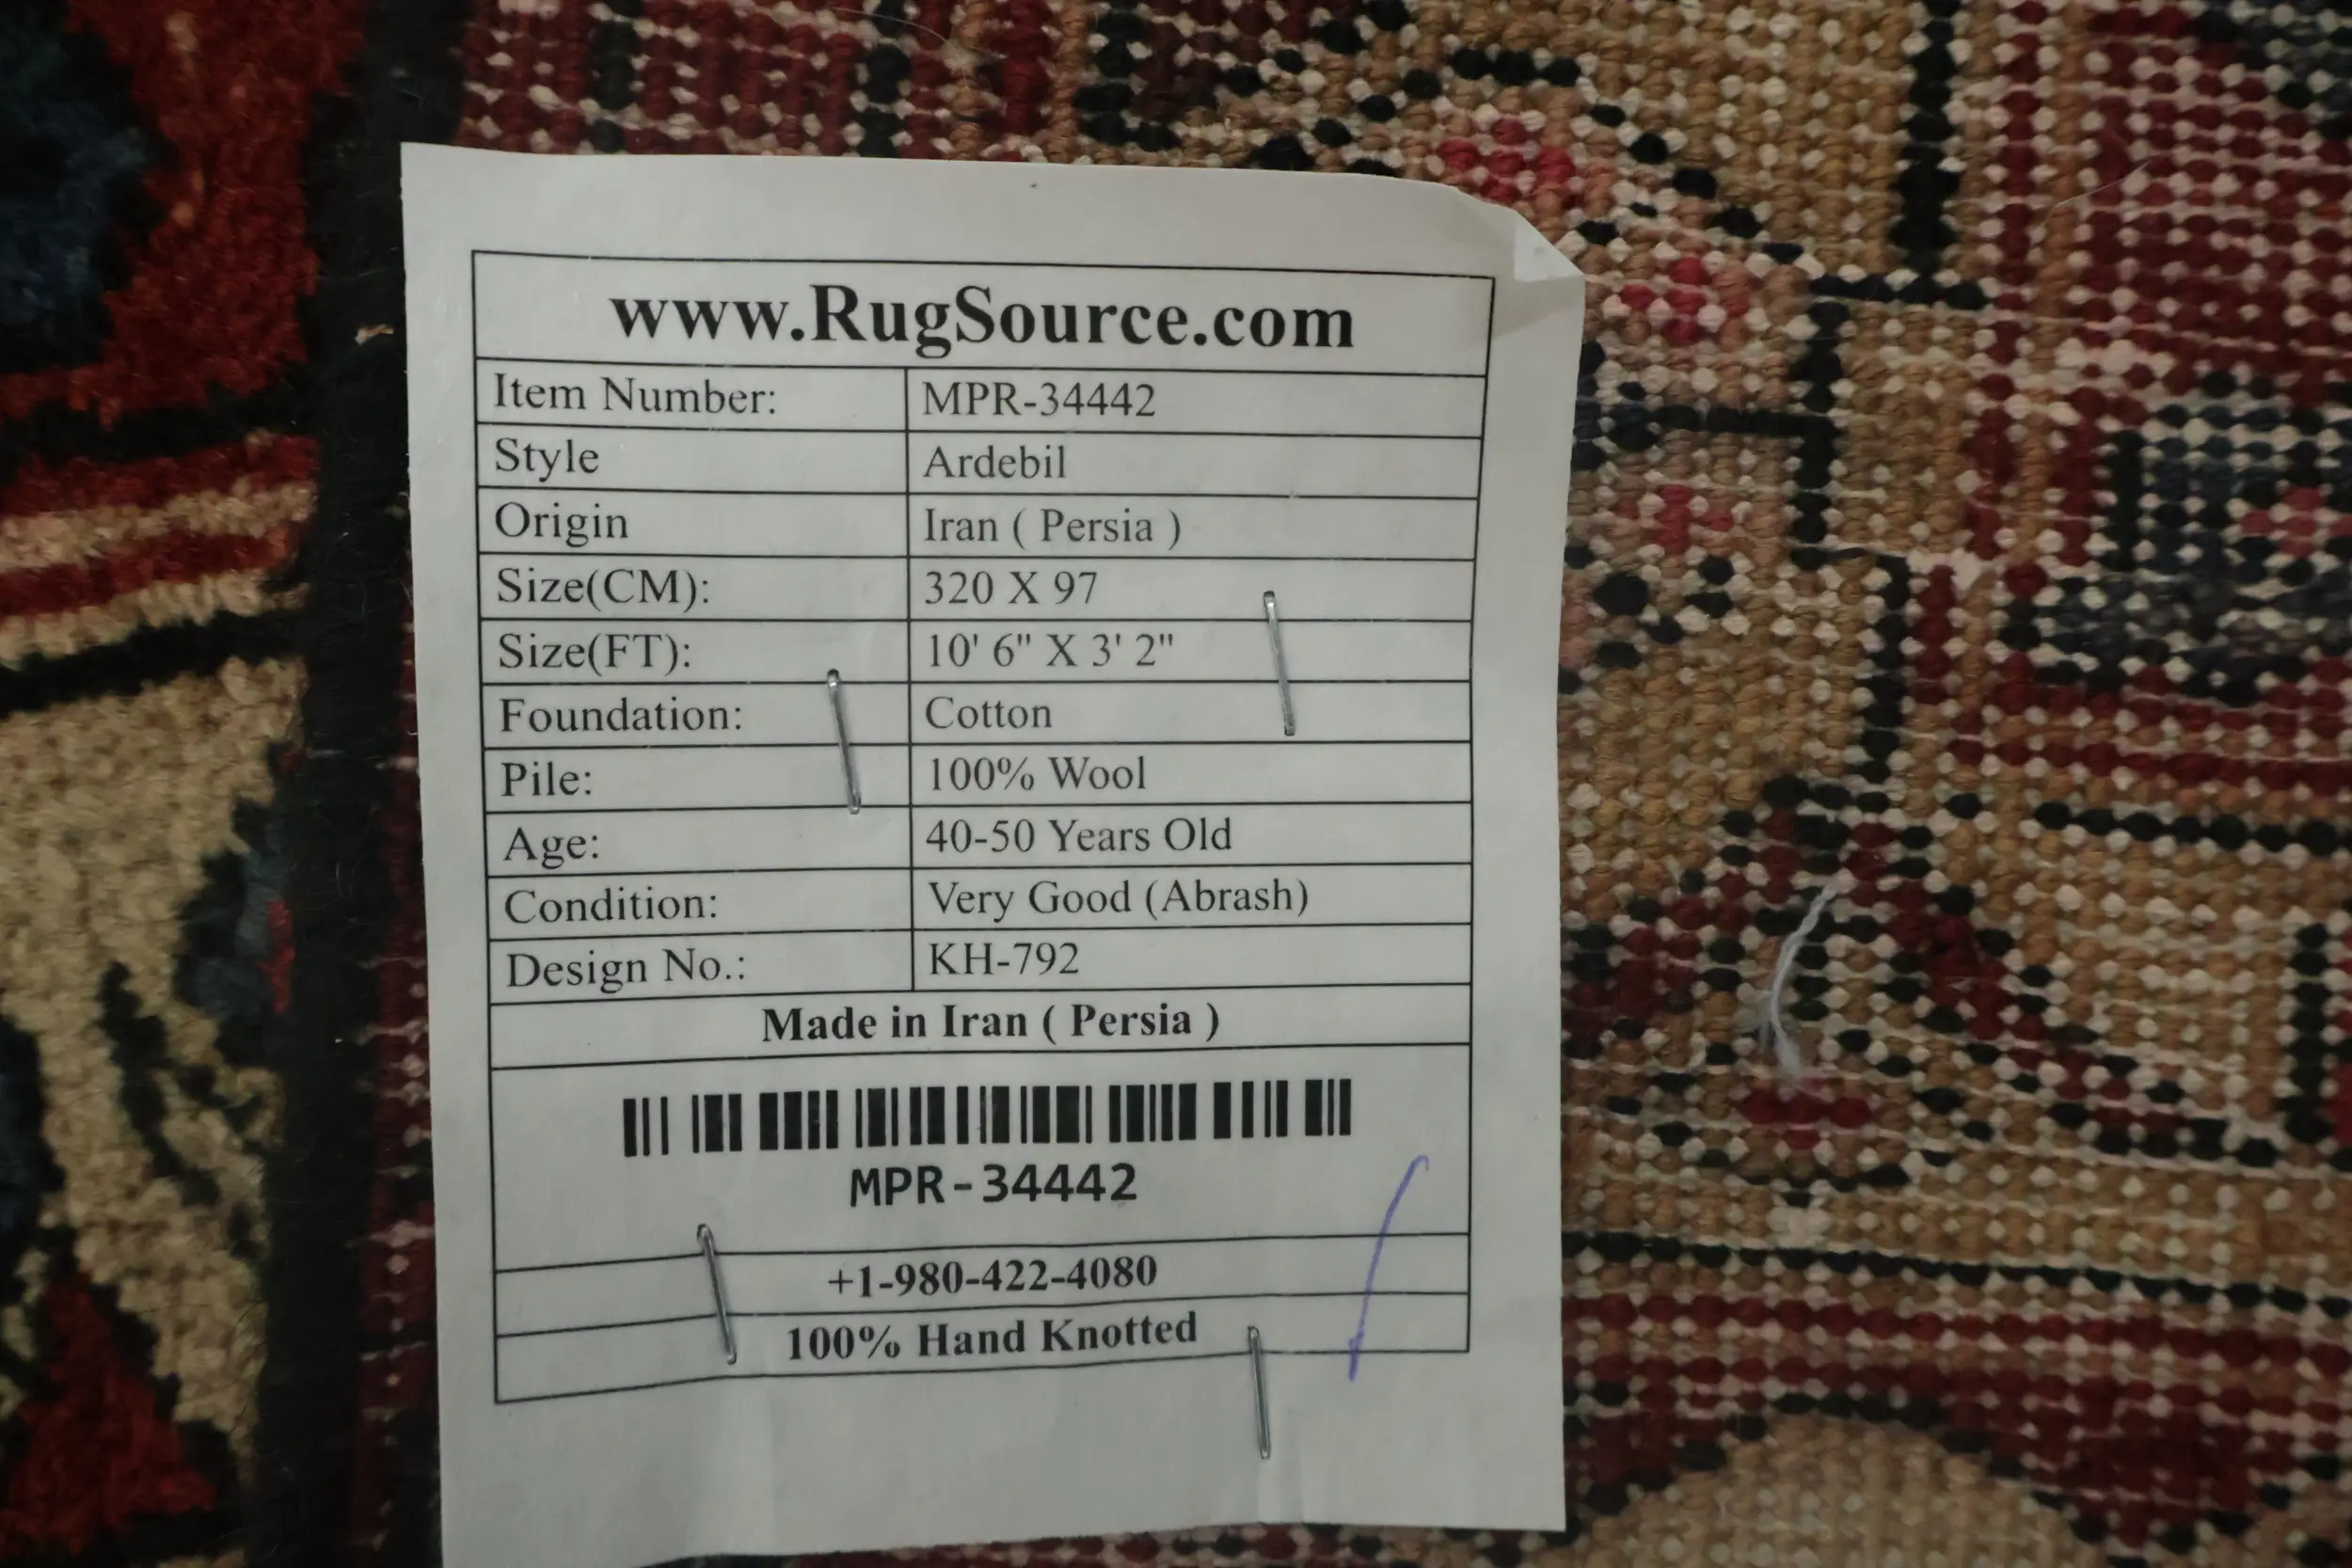 www.RugSource.com
Item Number: MPR-34442
Style Ardebil
Origin Iran ( Persia )
Size(CM): 320 X 97
Size(FT): 10' 6" X 3' 2"
Foundation: Cotton
Pile: 100% Wool
Age: 40-50 Years Old
Condition: Very Good (Abrash)
Design No.: KH-792
Made in Iran ( Persia )
MPR-34442
+1-980-422-4080
100% Hand Knotted